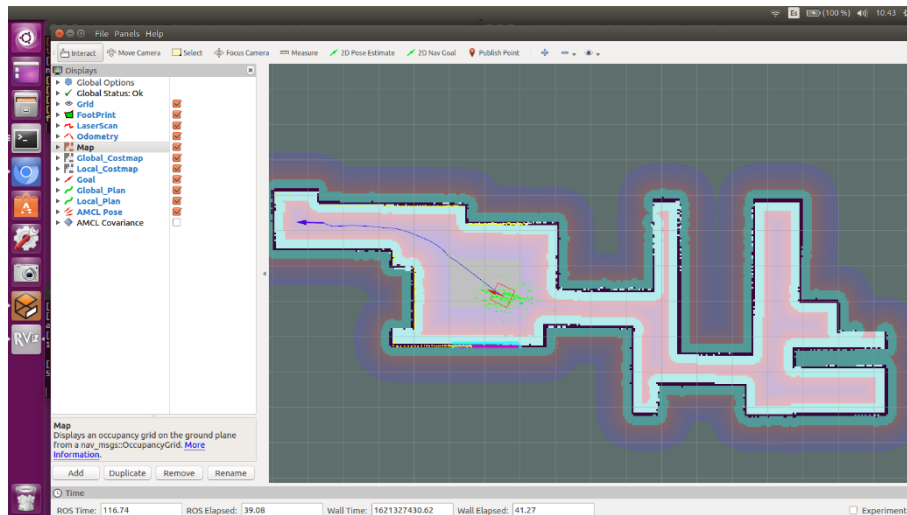 Es (100 %) 10:43
File Panels Help
Interact Move Camera Select Focus Camera Measure 2D Pose Estimate 2D Nav Goal Publish Point
Displays
Global Options
Global Status: Ok
Grid
FootPrint
LaserScan
Odometry
Map
Global_Costmap
Local_Costmap
Goal
Global_Plan
Local_Plan
AMCL Pose
AMCL Covariance
RViz
Map
Displays an occupancy grid on the ground plane
from a nav_msgs::OccupancyGrid. More
Information.
Add Duplicate Remove Rename
Time
ROS Time: 116.74 ROS Elapsed: 39.08 Wall Time: 1621327430.62 Wall Elapsed: 41.27 Experiment